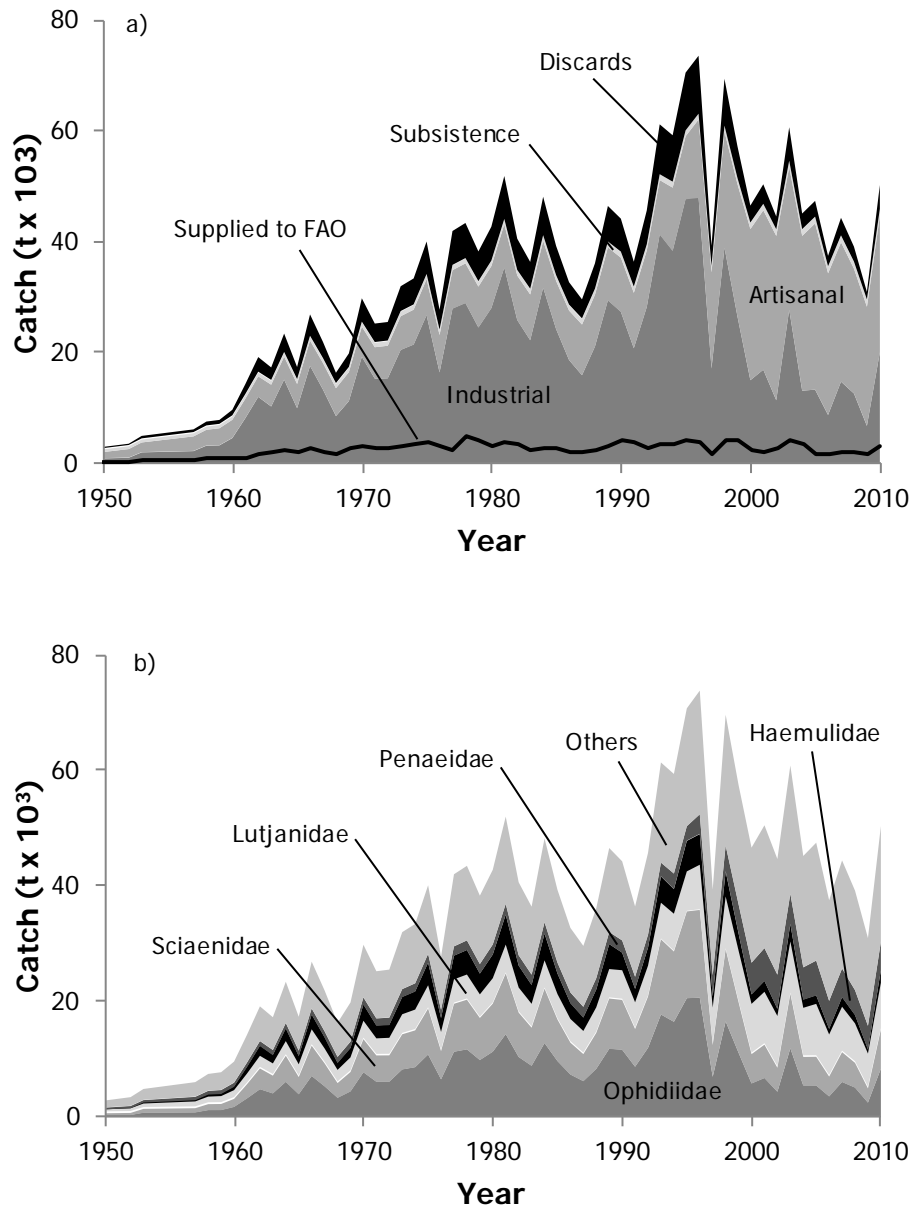 80
a)
Discards
60
Subsistence
Catch (t x 103)
Supplied to FAO
40
Artisanal
20
Industrial
0
1950 1960 1970 1980 1990 2000 2010
Year
80
b)
Haemulidae
Others
60
Penaeidae
Lutjanidae
Catch (t x 10³)
40
Sciaenidae
20
Ophidiidae
0
1950 1960 1970 1980 1990 2000 2010
Year